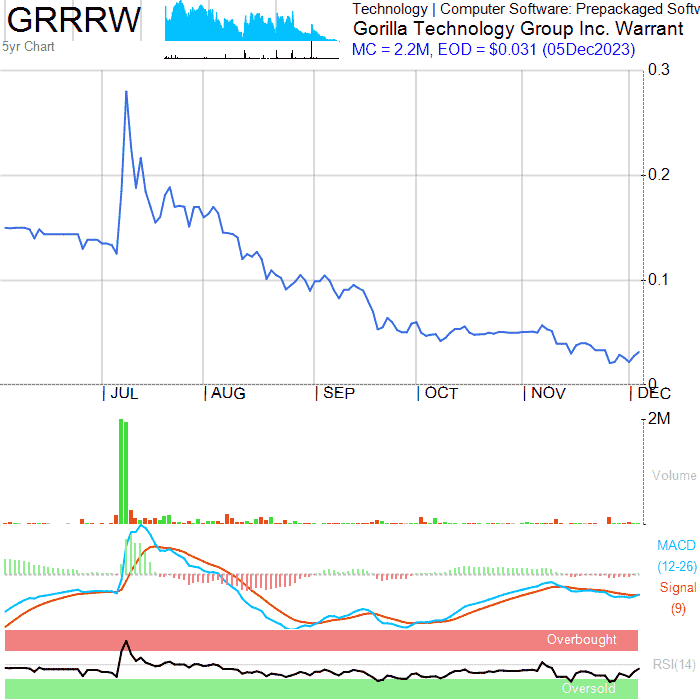 GRRRW
5yr Chart
Technology | Computer Software: Prepackaged Softw
Gorilla Technology Group Inc. Warrant
MC = 2.2M, EOD = $0.031 (05Dec2023)
0.3
0.2
0.1
0
JUL AUG SEP OCT NOV DEC
2M
Volume
MACD
(12-26)
Signal
(9)
Overbought
RSI(14)
Oversold